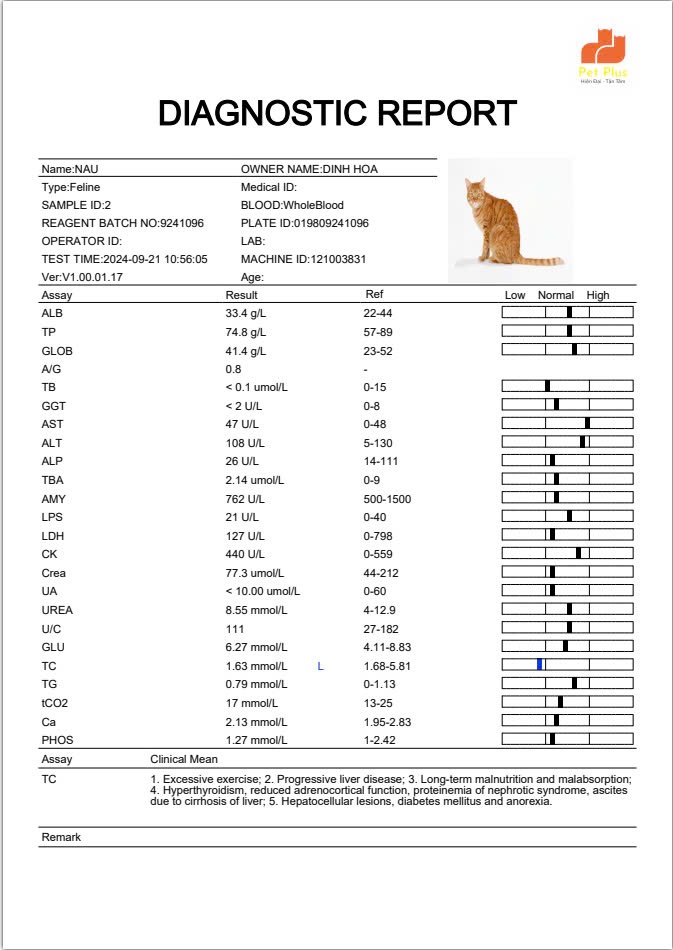 Pet Plus
Hiện Đại - Tận Tâm
DIAGNOSTIC REPORT
Name:NAU OWNER NAME:DINH HOA
Type:Feline Medical ID:
SAMPLE ID:2 BLOOD:WholeBlood
REAGENT BATCH NO:9241096 PLATE ID:019809241096
OPERATOR ID: LAB:
TEST TIME:2024-09-21 10:56:05 MACHINE ID:121003831
Ver:V1.00.01.17 Age:
Assay Result Ref Low Normal High
ALB 33.4 g/L 22-44
TP 74.8 g/L 57-89
GLOB 41.4 g/L 23-52
A/G 0.8 -
TB < 0.1 umol/L 0-15
GGT < 2 U/L 0-8
AST 47 U/L 0-48
ALT 108 U/L 5-130
ALP 26 U/L 14-111
TBA 2.14 umol/L 0-9
AMY 762 U/L 500-1500
LPS 21 U/L 0-40
LDH 127 U/L 0-798
CK 440 U/L 0-559
Crea 77.3 umol/L 44-212
UA < 10.00 umol/L 0-60
UREA 8.55 mmol/L 4-12.9
U/C 111 27-182
GLU 6.27 mmol/L 4.11-8.83
TC 1.63 mmol/L L 1.68-5.81
TG 0.79 mmol/L 0-1.13
tCO2 17 mmol/L 13-25
Ca 2.13 mmol/L 1.95-2.83
PHOS 1.27 mmol/L 1-2.42
Assay Clinical Mean
TC 1. Excessive exercise; 2. Progressive liver disease; 3. Long-term malnutrition and malabsorption;
4. Hyperthyroidism, reduced adrenocortical function, proteinemia of nephrotic syndrome, ascites
due to cirrhosis of liver; 5. Hepatocellular lesions, diabetes mellitus and anorexia.
Remark